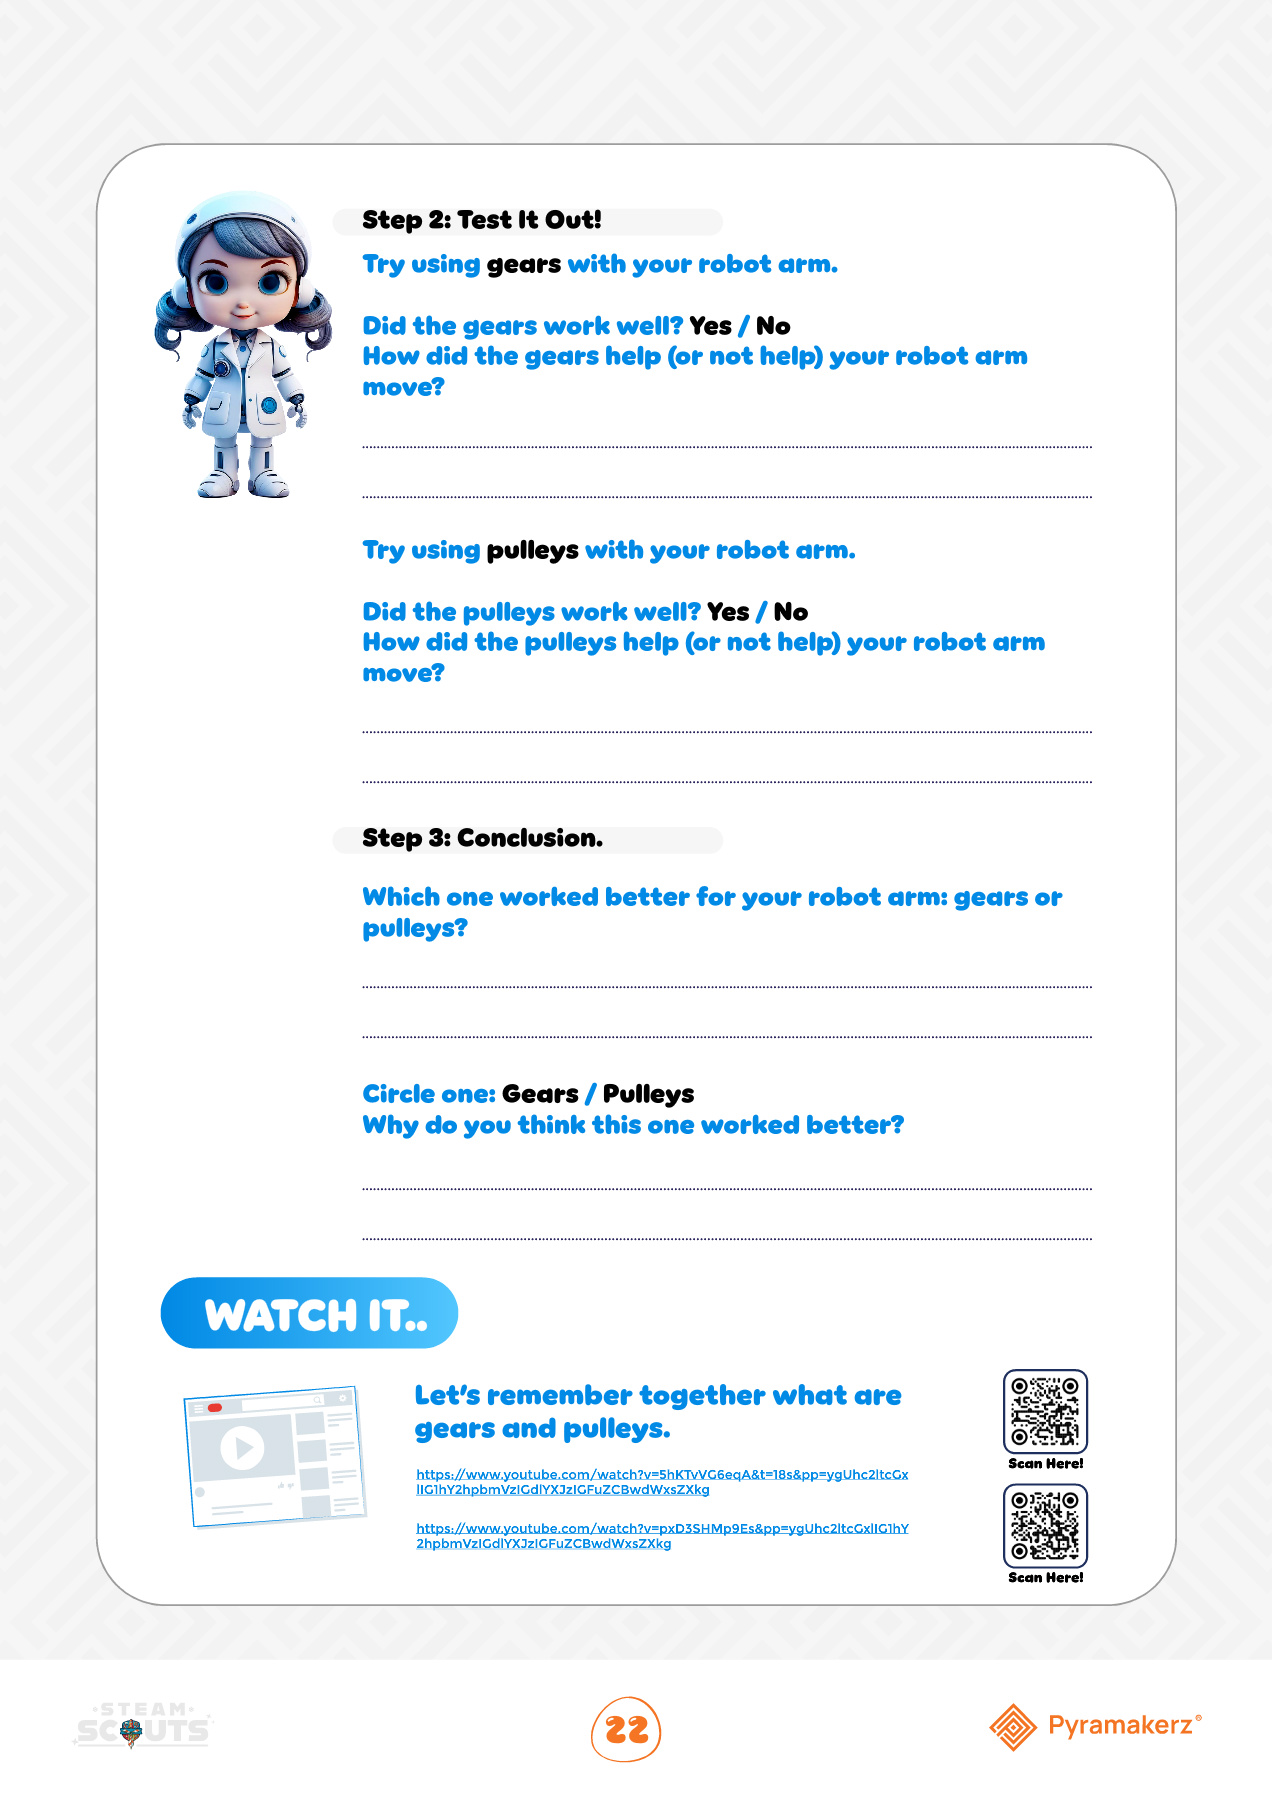 Step 2: Test It Out!
Try using gears with your robot arm.
Did the gears work well? Yes / No
How did the gears help (or not help) your robot arm
move?
Try using pulleys with your robot arm.
Did the pulleys work well? Yes / No
How did the pulleys help (or not help) your robot arm
move?
Step 3: Conclusion.
Which one worked better for your robot arm: gears or
pulleys?
Circle one: Gears / Pulleys
Why do you think this one worked better?
WATCH IT..
Let's remember together what are
gears and pulleys.
https://www.youtube.com/watch?v=5hKTvVG6eqA&t=18s&pp=ygUhc2ltcGx
lIG1hY2hpbmVzIGdlYXJzIGFuZCBwdWxsZXkg
https://www.youtube.com/watch?v=pxD3SHMp9Es&pp=ygUhc2ltcGxlIG1hY
2hpbmVzIGdlYXJzIGFuZCBwdWxsZXkg
Scan Here!
Scan Here!
STEAM
SCOUTS
22
Pyramakerz®